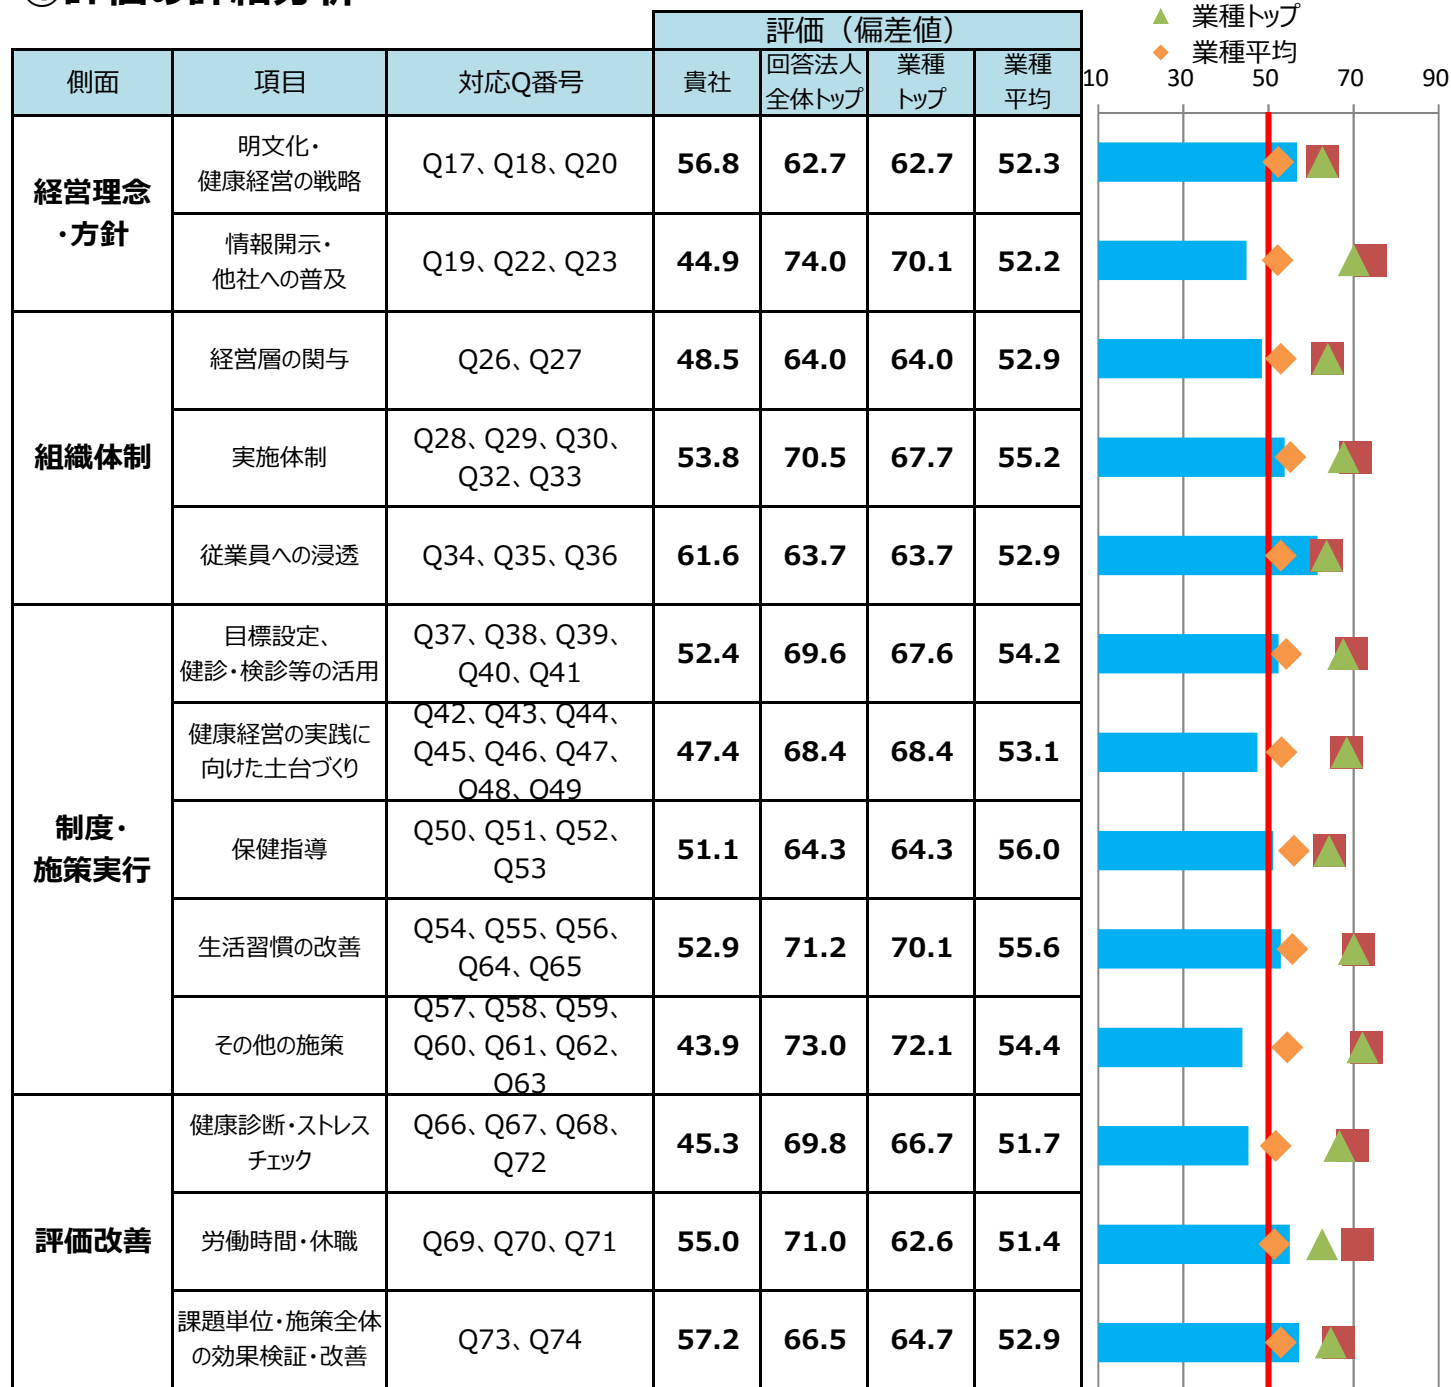 ①評価の詳細分析
▲ 業種トップ
◆ 業種平均
評価（偏差値）
側面 項目 対応Q番号 貴社 回答法人全体トップ 業種トップ 業種平均
10 30 50 70 90
経営理念・方針
明文化・健康経営の戦略 Q17、Q18、Q20 56.8 62.7 62.7 52.3
情報開示・他社への普及 Q19、Q22、Q23 44.9 74.0 70.1 52.2
組織体制
経営層の関与 Q26、Q27 48.5 64.0 64.0 52.9
実施体制 Q28、Q29、Q30、Q32、Q33 53.8 70.5 67.7 55.2
従業員への浸透 Q34、Q35、Q36 61.6 63.7 63.7 52.9
制度・施策実行
目標設定、健診・検診等の活用 Q37、Q38、Q39、Q40、Q41 52.4 69.6 67.6 54.2
健康経営の実践に向けた土台づくり Q42、Q43、Q44、Q45、Q46、Q47、Q48、Q49 47.4 68.4 68.4 53.1
保健指導 Q50、Q51、Q52、Q53 51.1 64.3 64.3 56.0
生活習慣の改善 Q54、Q55、Q56、Q64、Q65 52.9 71.2 70.1 55.6
その他の施策 Q57、Q58、Q59、Q60、Q61、Q62、Q63 43.9 73.0 72.1 54.4
評価改善
健康診断・ストレスチェック Q66、Q67、Q68、Q72 45.3 69.8 66.7 51.7
労働時間・休職 Q69、Q70、Q71 55.0 71.0 62.6 51.4
課題単位・施策全体の効果検証・改善 Q73、Q74 57.2 66.5 64.7 52.9